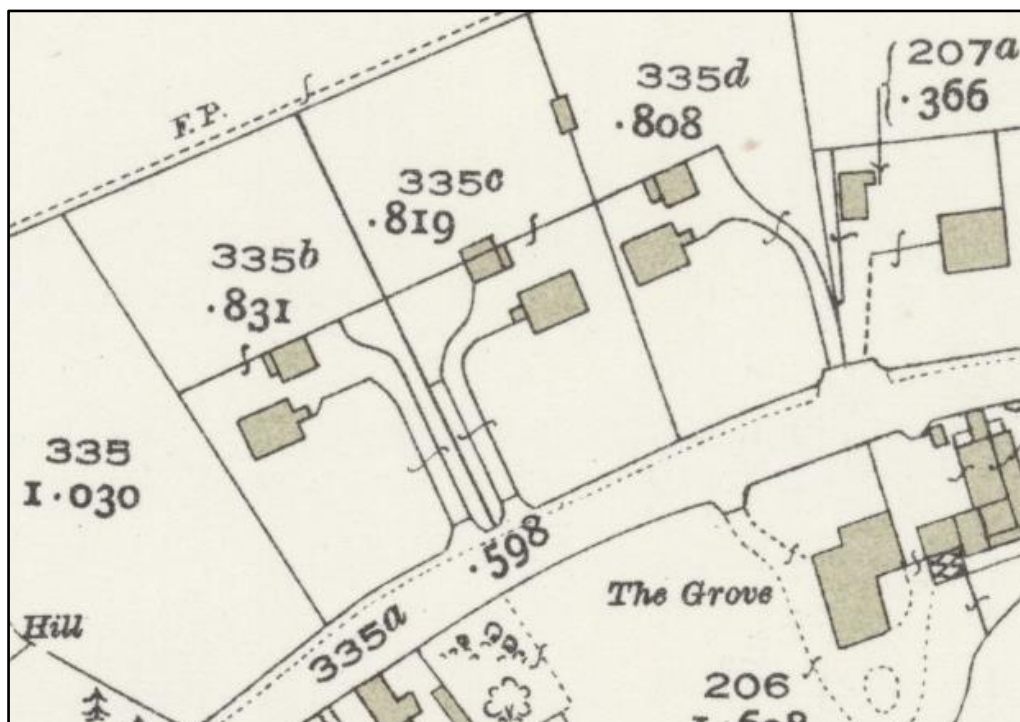 207a
.366
335d
.808
F.P.
335c
.819
335b
.831
335
1.030
.598
The Grove
Hill
335a
206